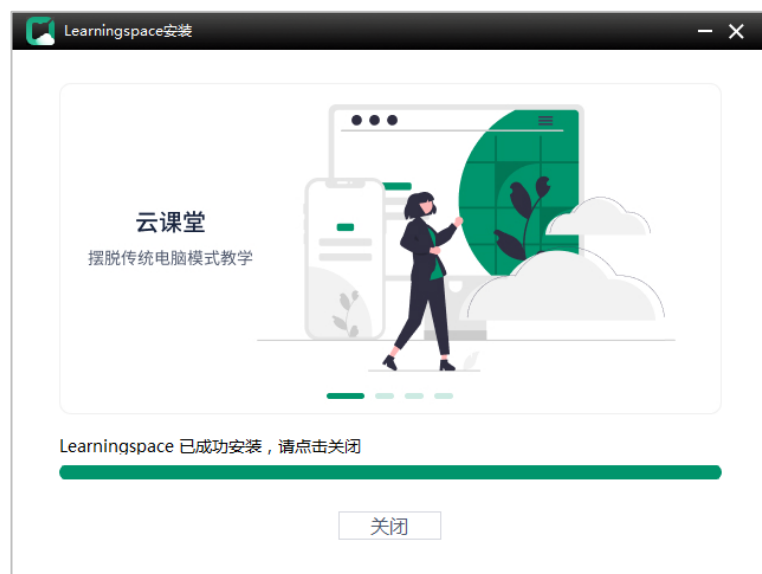 Learningspace安装
云课堂
摆脱传统电脑模式教学
Learningspace 已成功安装，请点击关闭
关闭